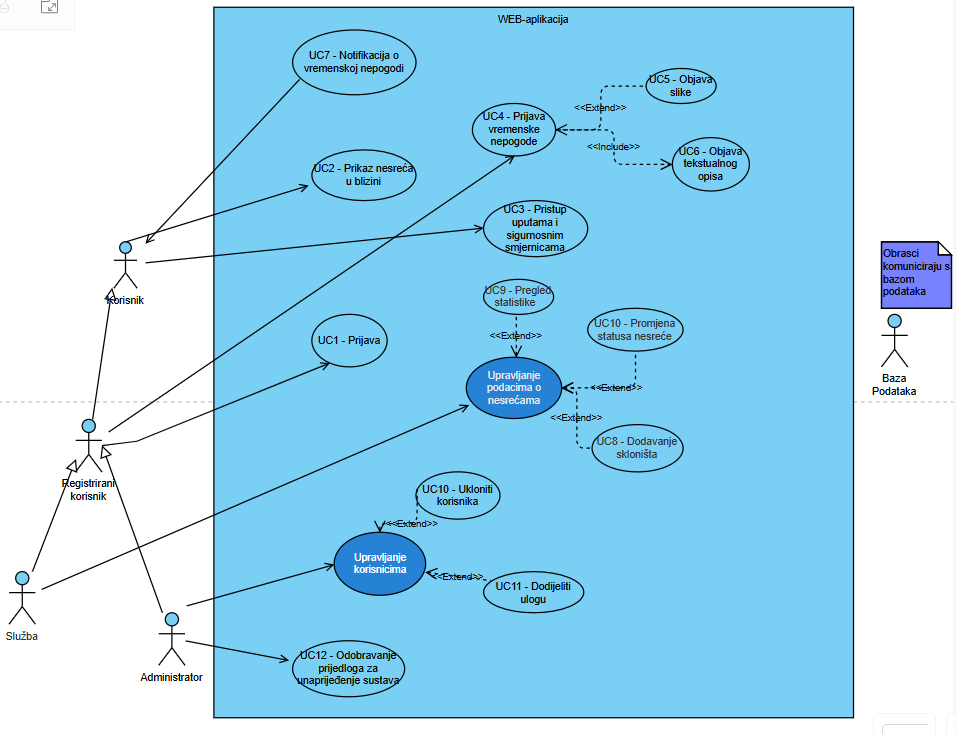 WEB-aplikacija
UC7 - Notifikacija o
vremenskoj nepogodi
UC5 - Objava
slike
<<Extend>>
UC4 - Prijava
vremenske
nepogode
<<Include>>
UC6 - Objava
tekstualnog
opisa
UC2 - Prikaz nesreća
u blizini
UC3 - Pristup
uputama i
sigurnosnim
smjernicama
Korisnik
Obrasci
komuniciraju s
bazom
podataka
UC9 - Pregled
statistike
<<Extend>>
UC10 - Promjena
statusa nesreće
UC1 - Prijava
Baza
Podataka
Upravljanje
podacima o
nesrećama
<<Extend>>
<<Extend>>
UC8 - Dodavanje
skloništa
Registrirani
korisnik
UC10 - Ukloniti
korisnika
<<Extend>>
Upravljanje
korisnicima
<<Extend>>
UC11 - Dodijeliti
ulogu
Služba
UC12 - Odobravanje
prijedloga za
unaprijeđenje sustava
Administrator